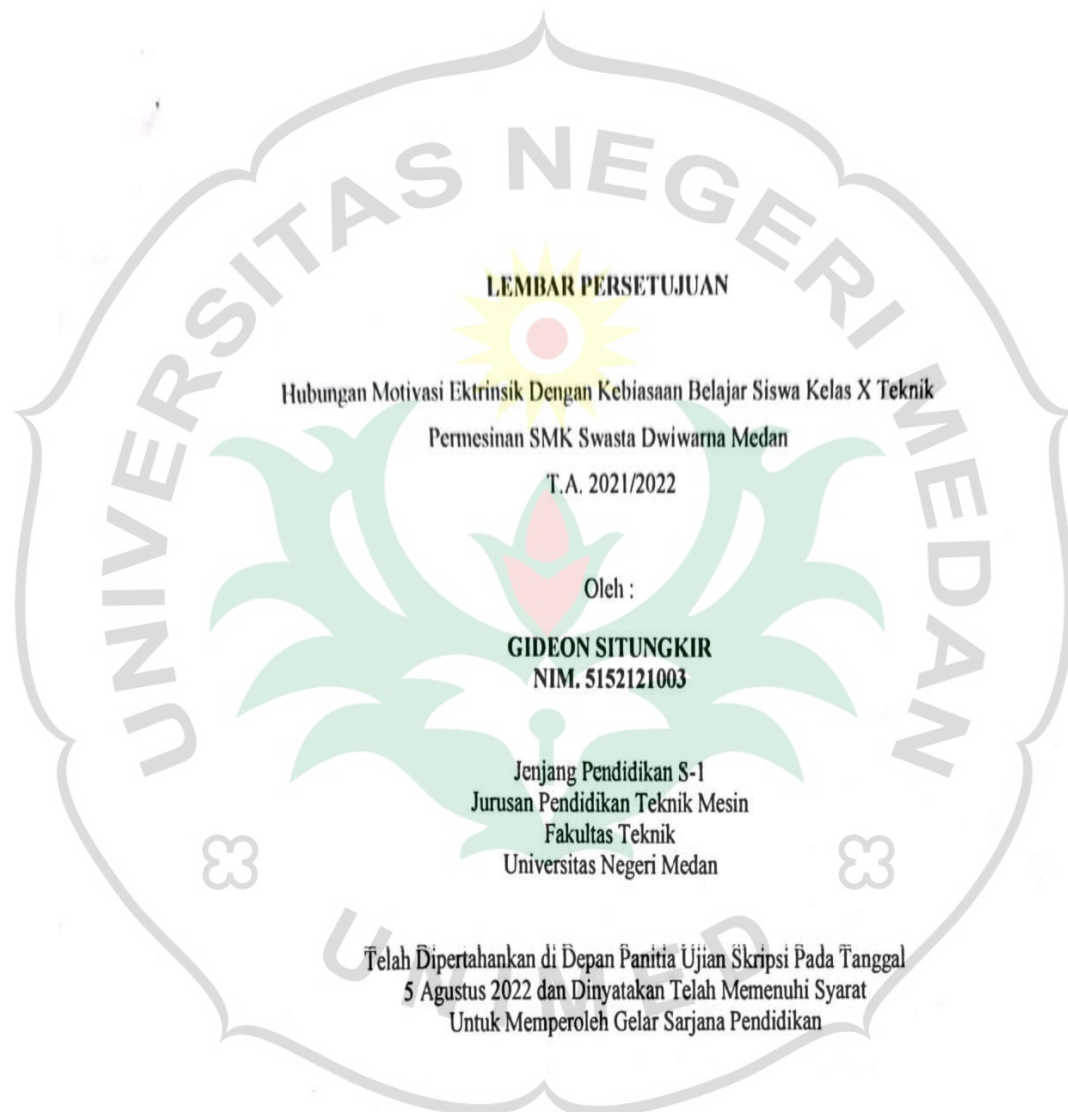 UNIVERSITAS NEGERI MEDAN
LEMBAR PERSETUJUAN
Hubungan Motivasi Ektrinsik Dengan Kebiasaan Belajar Siswa Kelas X Teknik
Permesinan SMK Swasta Dwiwarna Medan
T.A. 2021/2022
Oleh :
GIDEON SITUNGKIR
NIM. 5152121003
Jenjang Pendidikan S-1
Jurusan Pendidikan Teknik Mesin
Fakultas Teknik
Universitas Negeri Medan
Telah Dipertahankan di Depan Panitia Ujian Skripsi Pada Tanggal
5 Agustus 2022 dan Dinyatakan Telah Memenuhi Syarat
Untuk Memperoleh Gelar Sarjana Pendidikan
UNIMED